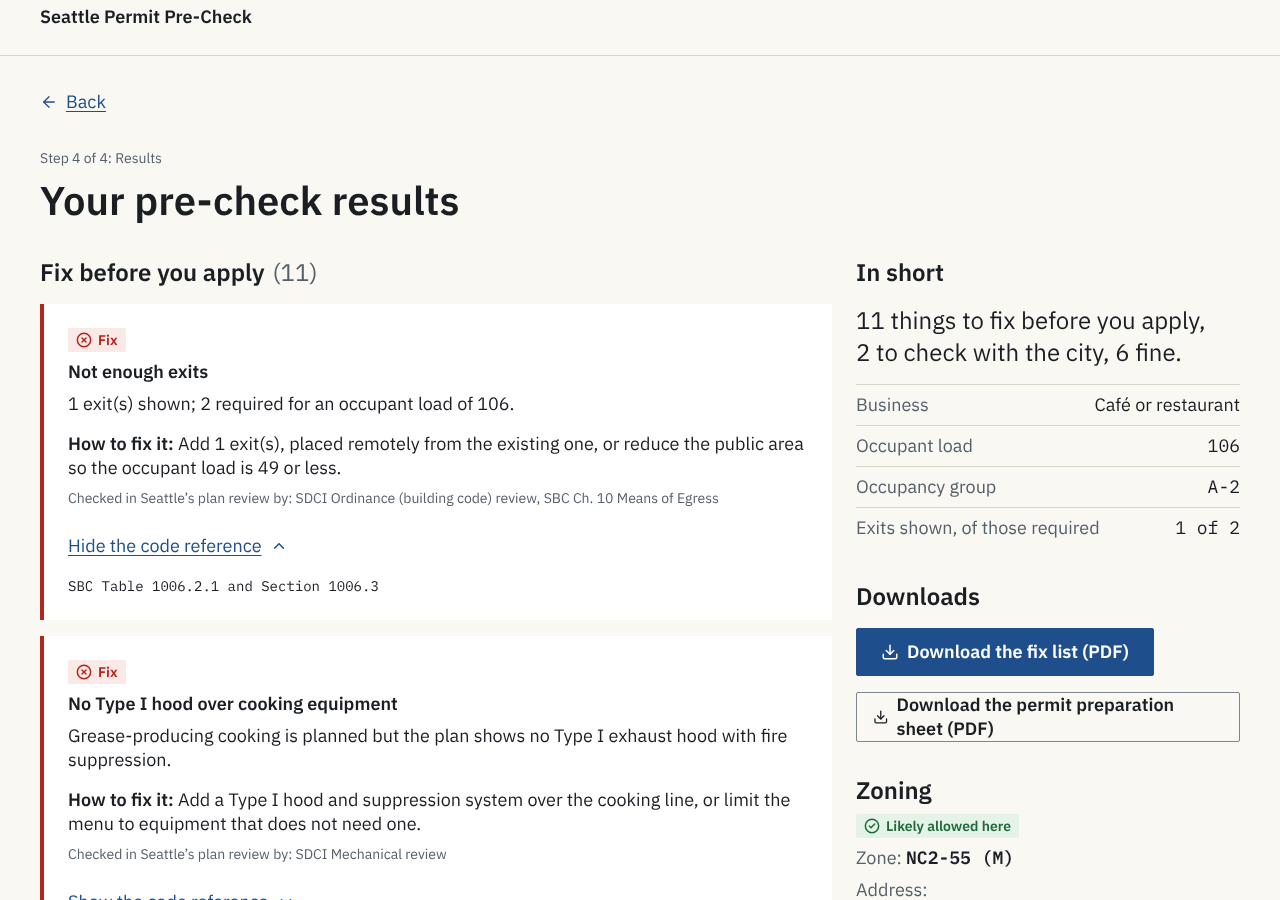 Seattle Permit Pre-Check
Back
Step 4 of 4: Results
Your pre-check results
Fix before you apply (11)
Fix
Not enough exits
1 exit(s) shown; 2 required for an occupant load of 106.
How to fix it: Add 1 exit(s), placed remotely from the existing one, or reduce the public area
so the occupant load is 49 or less.
Checked in Seattle’s plan review by: SDCI Ordinance (building code) review, SBC Ch. 10 Means of Egress
Hide the code reference
SBC Table 1006.2.1 and Section 1006.3
Fix
No Type I hood over cooking equipment
Grease-producing cooking is planned but the plan shows no Type I exhaust hood with fire
suppression.
How to fix it: Add a Type I hood and suppression system over the cooking line, or limit the
menu to equipment that does not need one.
Checked in Seattle’s plan review by: SDCI Mechanical review
Show the code reference
In short
11 things to fix before you apply,
2 to check with the city, 6 fine.
Business Café or restaurant
Occupant load 106
Occupancy group A-2
Exits shown, of those required 1 of 2
Downloads
Download the fix list (PDF)
Download the permit preparation
sheet (PDF)
Zoning
Likely allowed here
Zone: NC2-55 (M)
Address: